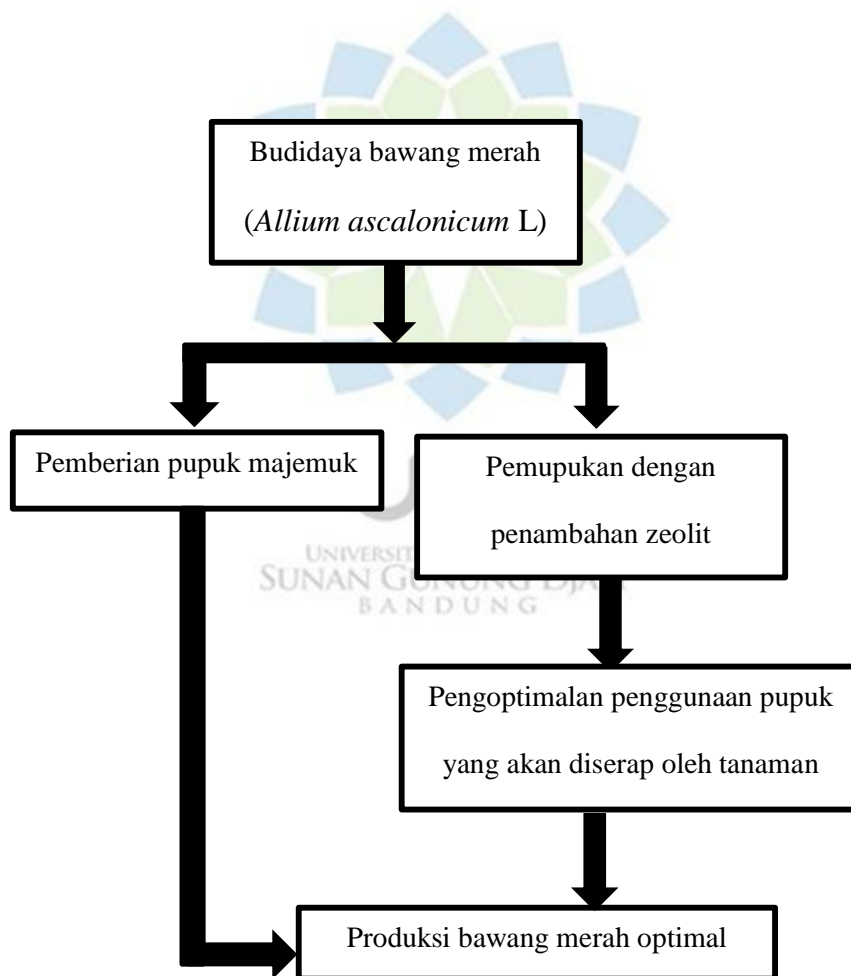 Budidaya bawang merah
(Allium ascalonicum L)
Pemberian pupuk majemuk
Pemupukan dengan
penambahan zeolit
SUNAN GUNUNG
BANDUNG
Pengoptimalan penggunaan pupuk
yang akan diserap oleh tanaman
Produksi bawang merah optimal